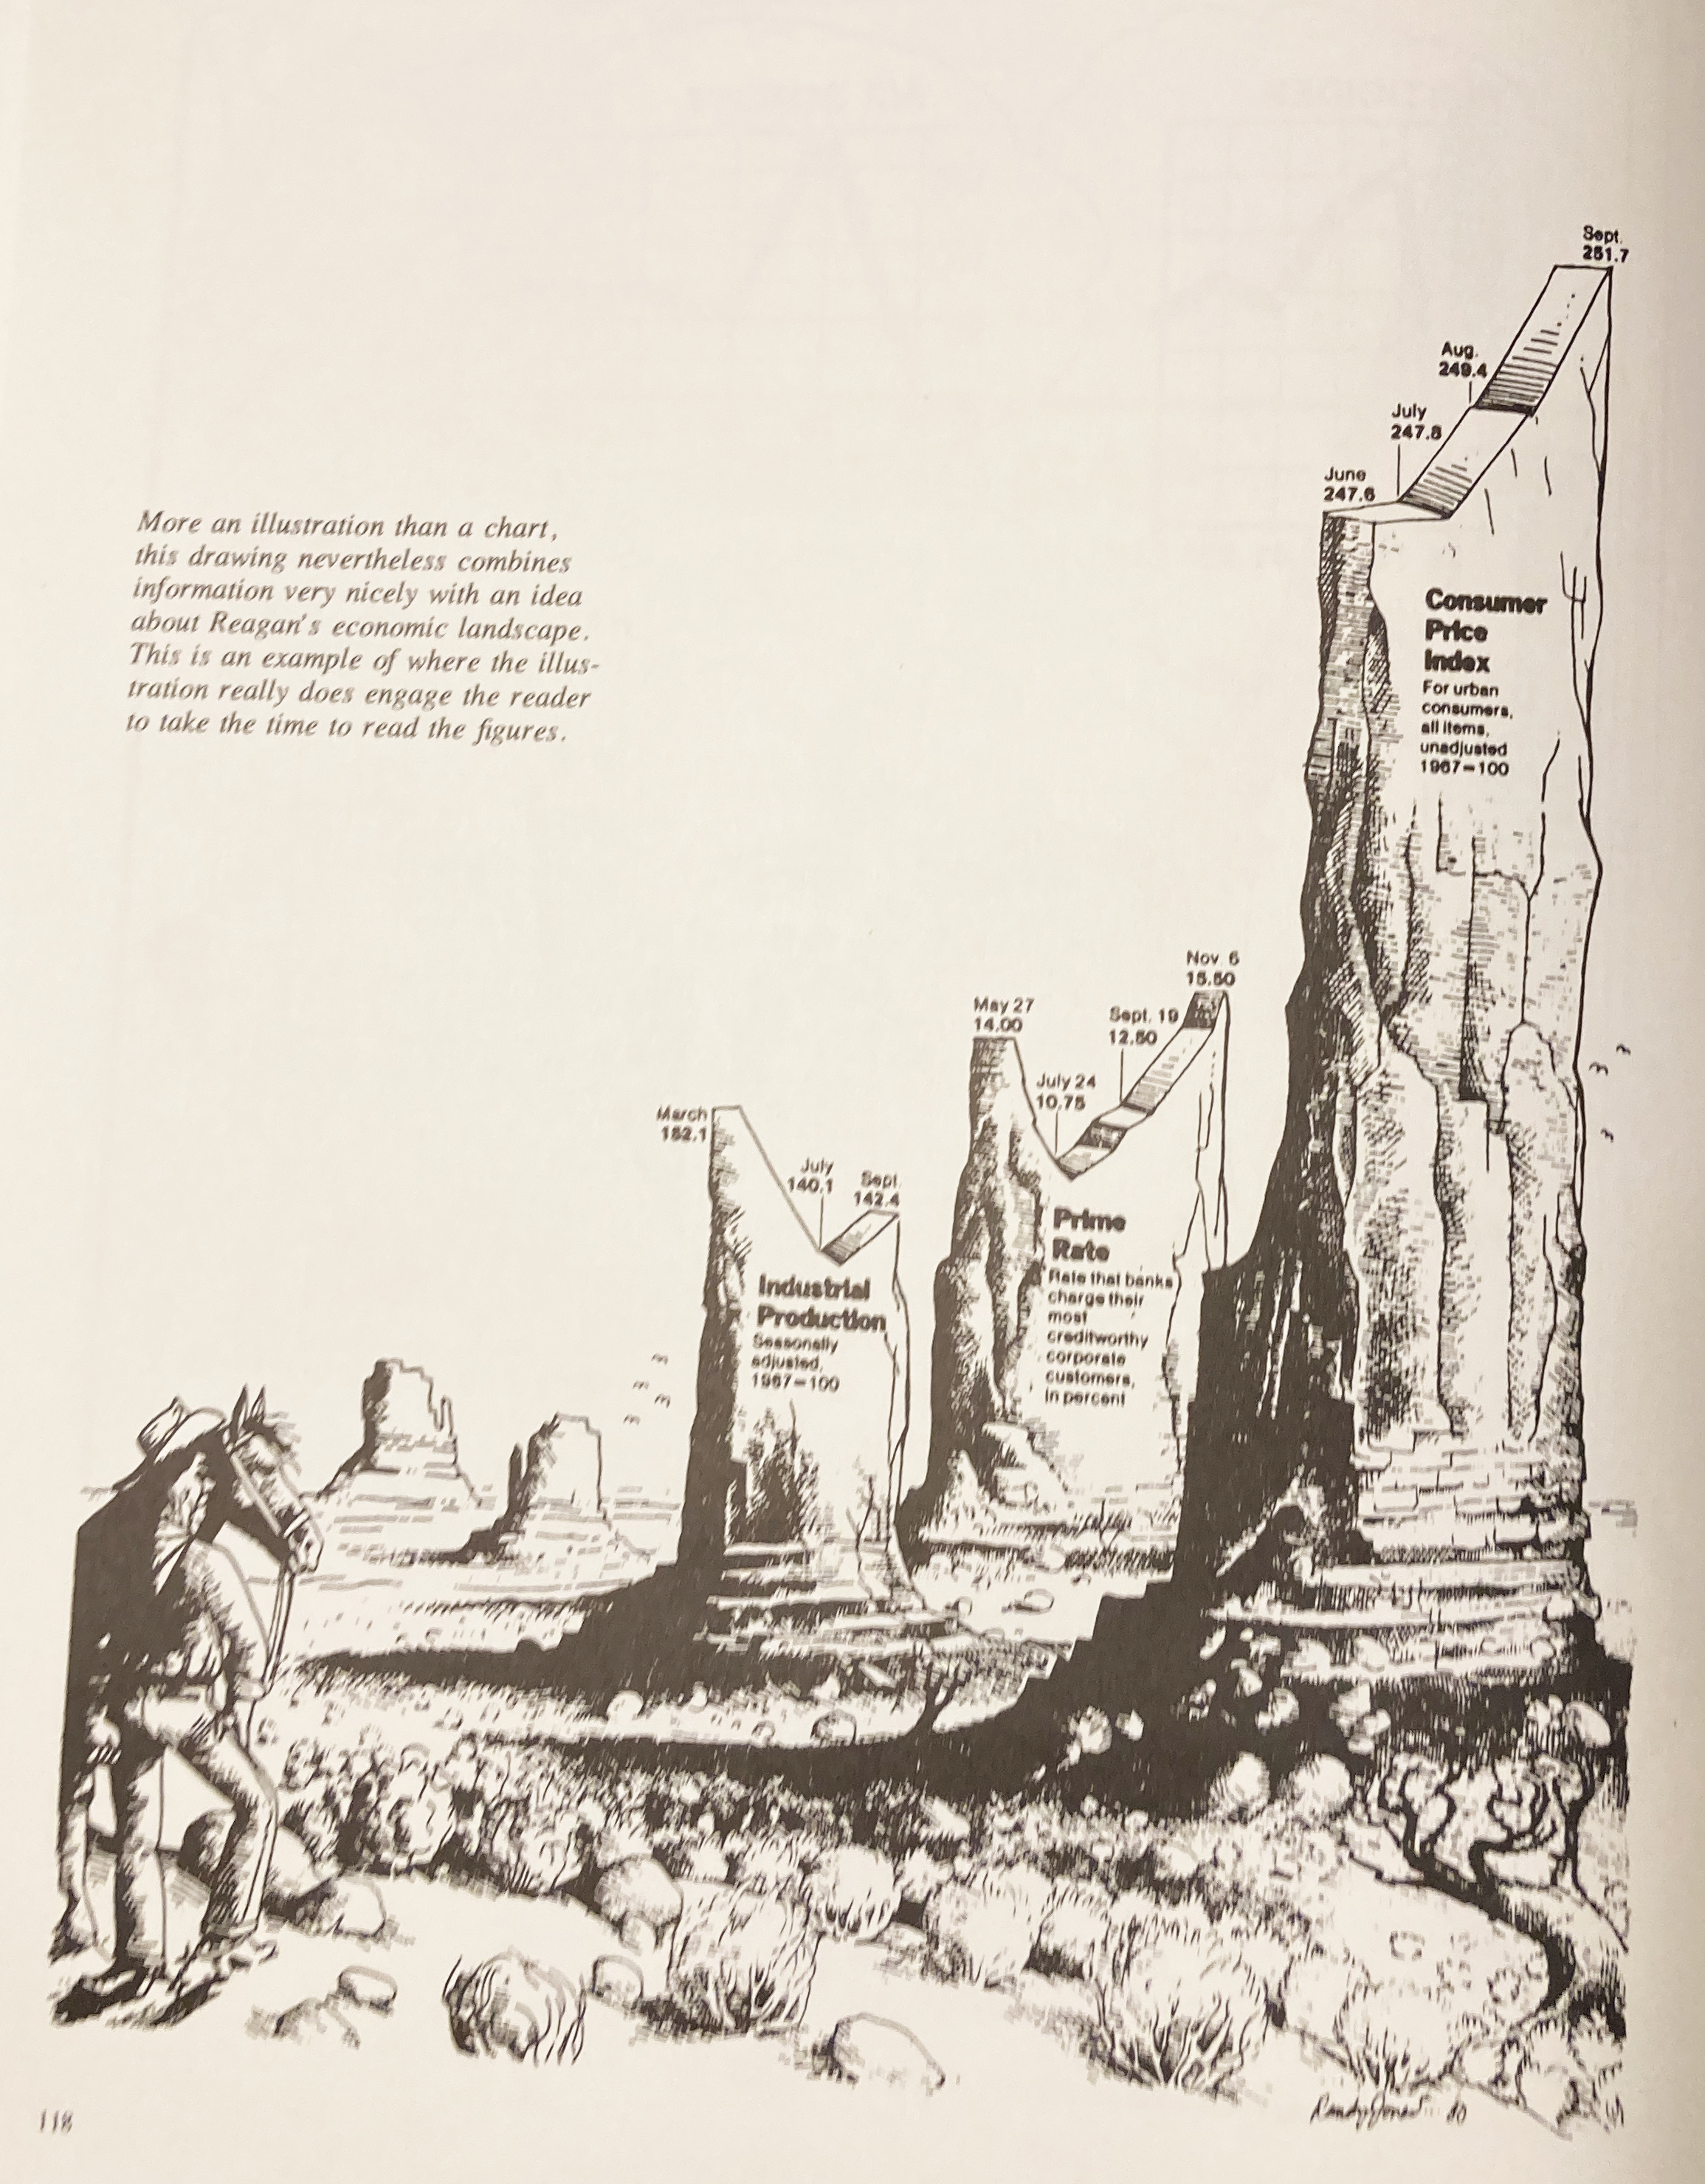 More an illustration than a chart,
this drawing nevertheless combines
information very nicely with an idea
about Reagan's economic landscape.
This is an example of where the illus-
tration really does engage the reader
to take the time to read the figures.
March
152.1
July
140.1
Sept.
142.4
Industrial
Production
Seasonally
adjusted,
1967=100
May 27
14.00
July 24
10.75
Sept. 19
12.50
Nov. 6
15.50
Prime
Rate
Rate that banks
charge their
most
creditworthy
corporate
customers,
in percent
June
247.6
July
247.8
Aug.
249.4
Sept.
251.7
Consumer
Price
Index
For urban
consumers,
all items,
unadjusted
1967=100
Randy Jones 80
118